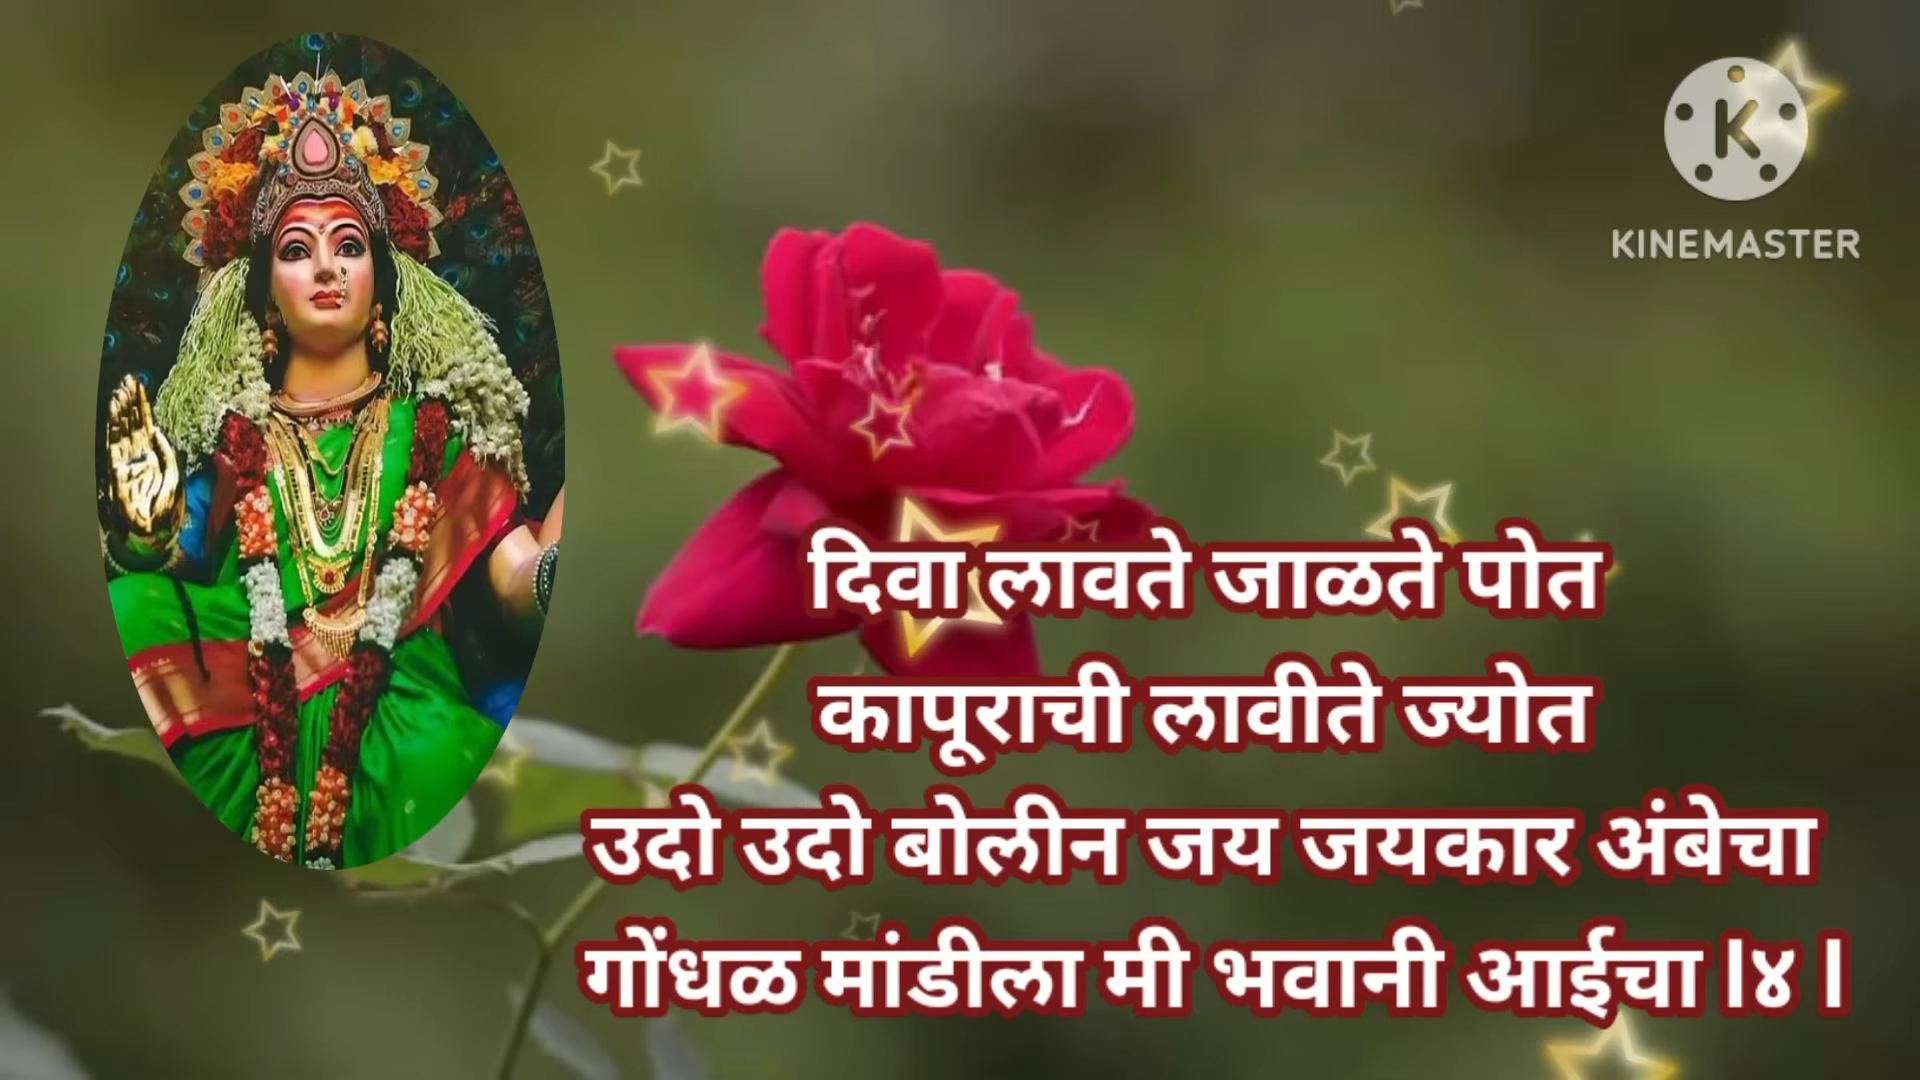 KINEMASTER
दिवा लावते जाळते पोत
कापूराची लावीते ज्योत
उदो उदो बोलीन जय जयकार अंबेचा
गोंधळ मांडीला मी भवानी आईचा ।४ ।